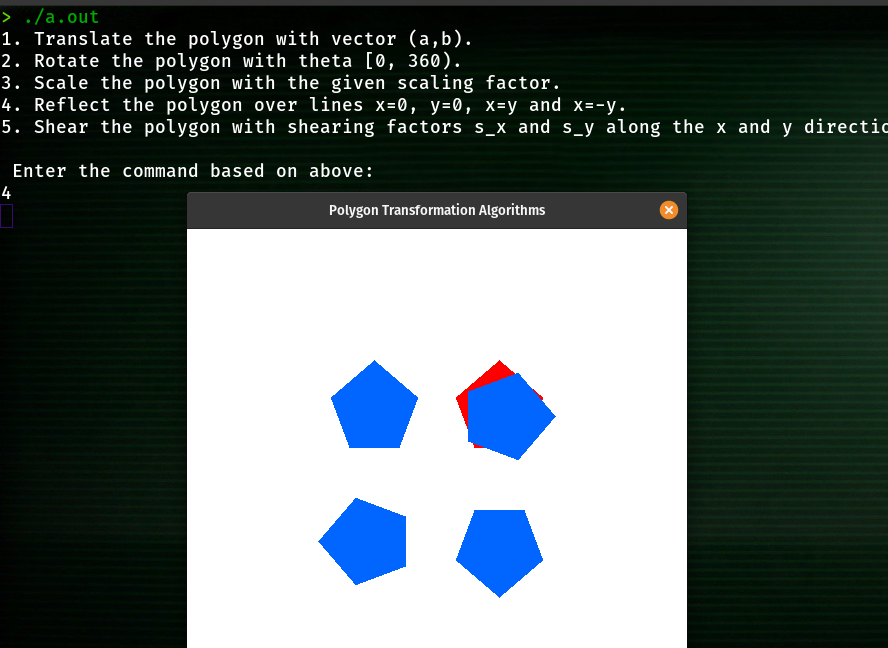 > ./a.out
1. Translate the polygon with vector (a,b).
2. Rotate the polygon with theta [0, 360).
3. Scale the polygon with the given scaling factor.
4. Reflect the polygon over lines x=0, y=0, x=y and x=-y.
5. Shear the polygon with shearing factors s_x and s_y along the x and y directio
Enter the command based on above:
4
Polygon Transformation Algorithms